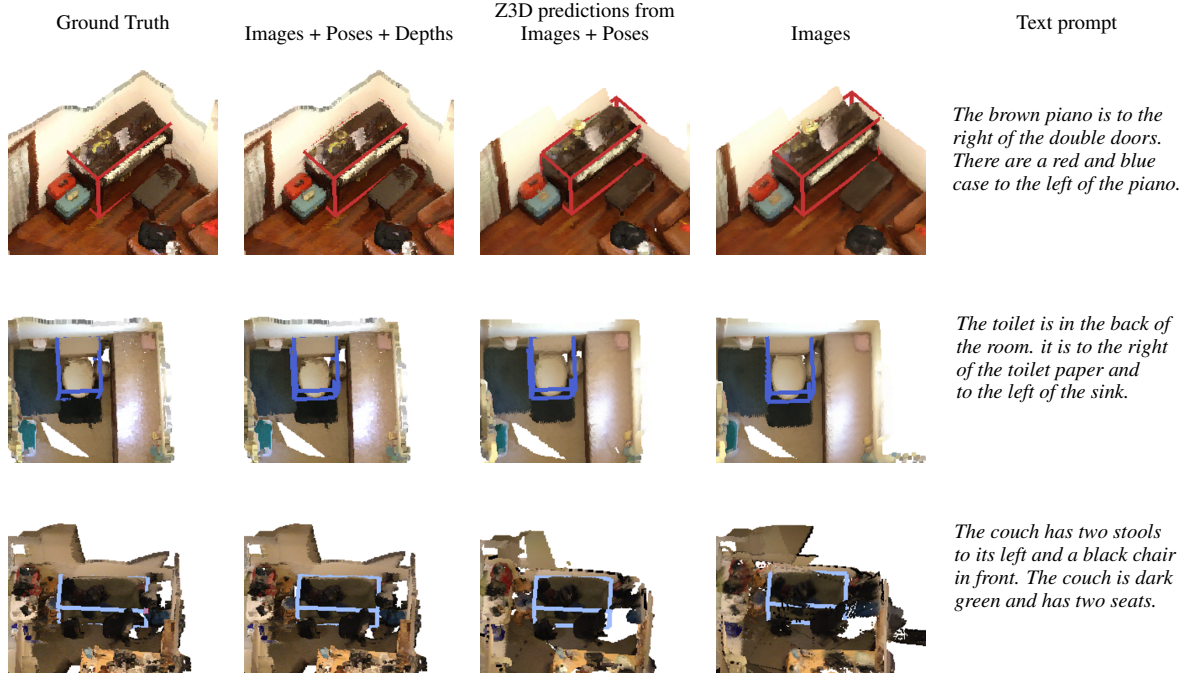 Ground Truth
Images + Poses + Depths
Z3D predictions from
Images + Poses
Images
Text prompt
The brown piano is to the
right of the double doors.
There are a red and blue
case to the left of the piano.
The toilet is in the back of
the room. it is to the right
of the toilet paper and
to the left of the sink.
The couch has two stools
to its left and a black chair
in front. The couch is dark
green and has two seats.